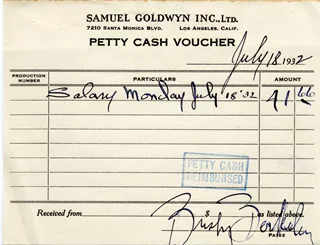 SAMUEL GOLDWYN INC., LTD.
7210 SANTA MONICA BLVD. LOS ANGELES, CALIF.
PETTY CASH VOUCHER
July 18 1932
PRODUCTION NUMBER PARTICULARS AMOUNT
Salary Monday July 18 '32 41 66
PETTY CASH
REIMBURSED
Received from $ as listed above.
Busby Berkeley
PAYEE